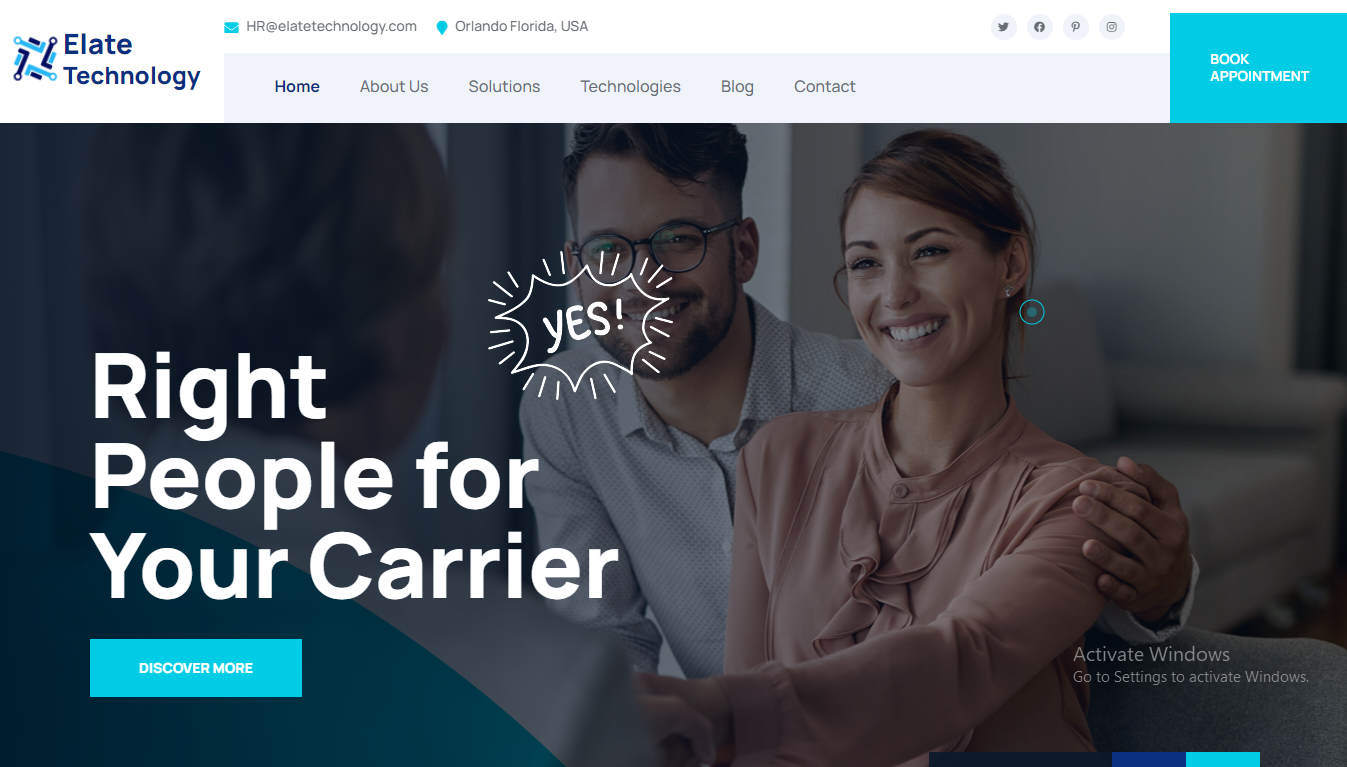 Elate
Technology
HR@elatetechnology.com
Orlando Florida, USA
Home
About Us
Solutions
Technologies
Blog
Contact
BOOK
APPOINTMENT
YES!
Right
People for
Your Carrier
DISCOVER MORE
Activate Windows
Go to Settings to activate Windows.